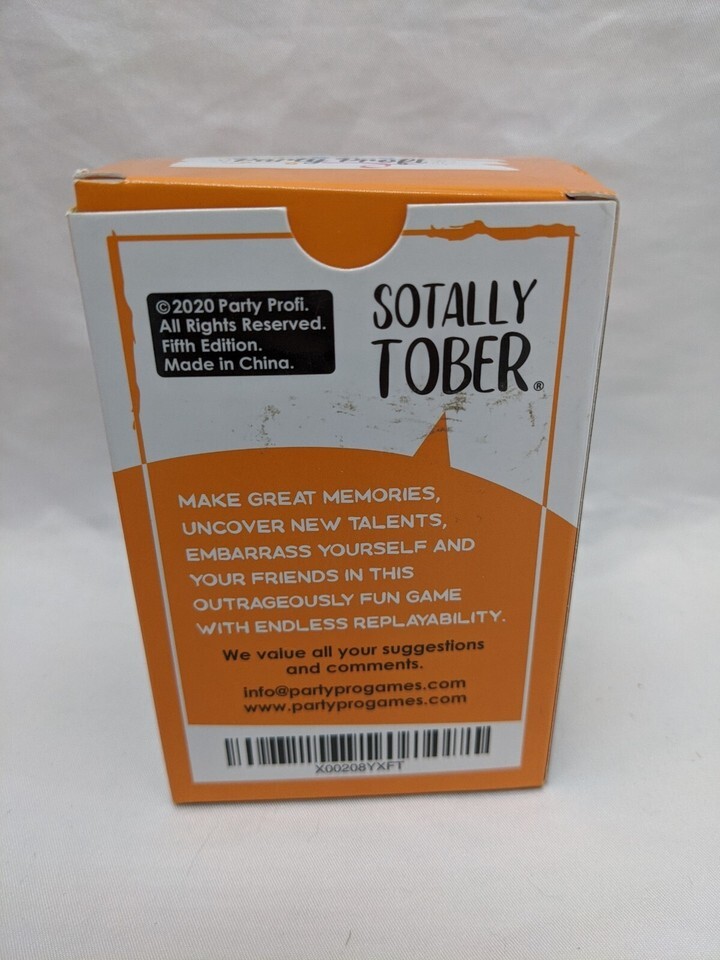 ©2020 Party Profi.
All Rights Reserved.
Fifth Edition.
Made in China.
SOTALLY
TOBER®
MAKE GREAT MEMORIES,
UNCOVER NEW TALENTS,
EMBARRASS YOURSELF AND
YOUR FRIENDS IN THIS
OUTRAGEOUSLY FUN GAME
WITH ENDLESS REPLAYABILITY.
We value all your suggestions
and comments.
info@partyprogames.com
www.partyprogames.com
X00208YXFT